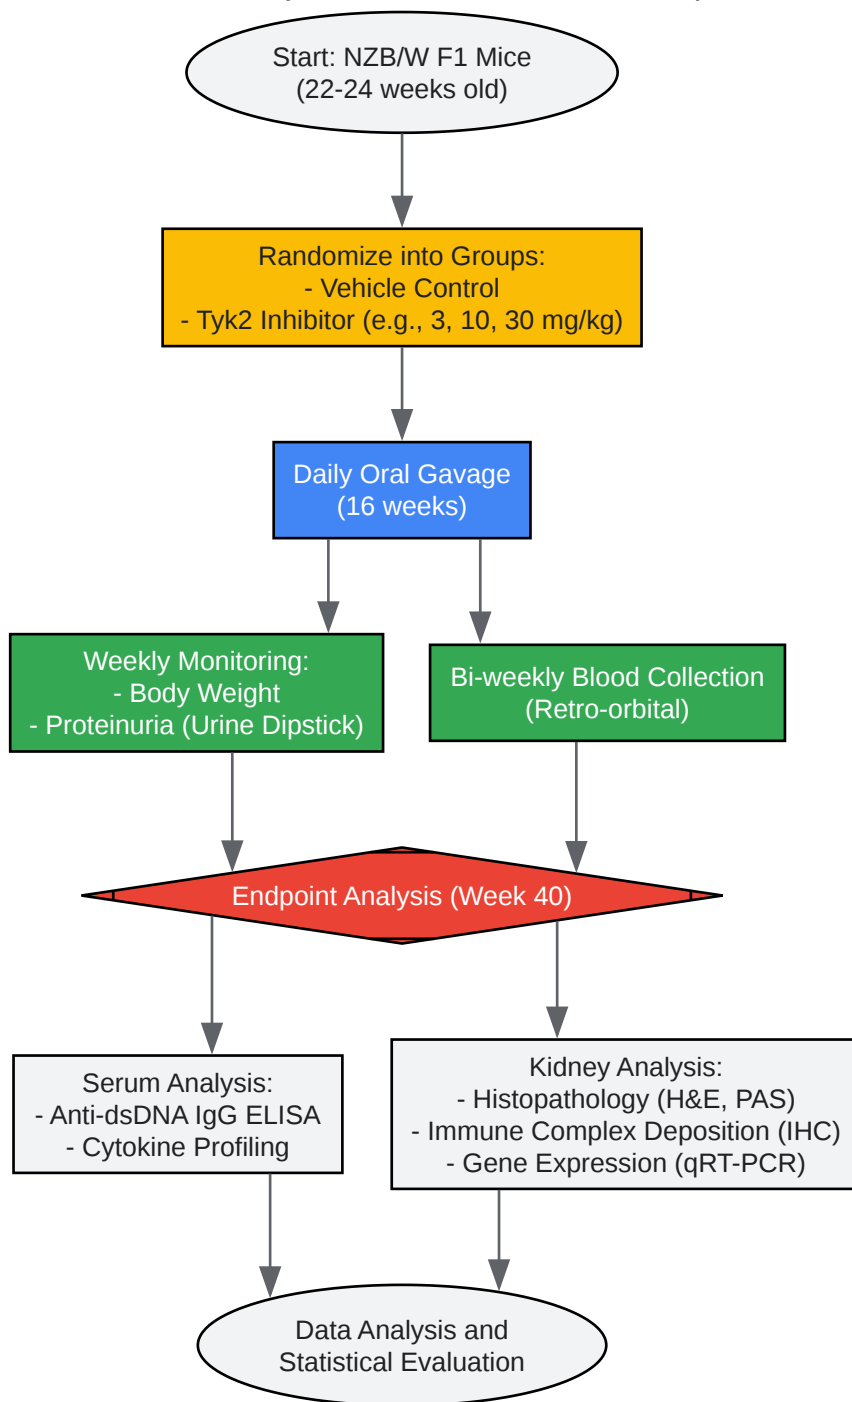 Start: NZB/W F1 Mice
(22-24 weeks old)
Randomize into Groups:
- Vehicle Control
- Tyk2 Inhibitor (e.g., 3, 10, 30 mg/kg)
Daily Oral Gavage
(16 weeks)
Weekly Monitoring:
- Body Weight
- Proteinuria (Urine Dipstick)
Bi-weekly Blood Collection
(Retro-orbital)
Endpoint Analysis (Week 40)
Serum Analysis:
- Anti-dsDNA IgG ELISA
- Cytokine Profiling
Kidney Analysis:
- Histopathology (H&E, PAS)
- Immune Complex Deposition (IHC)
- Gene Expression (qRT-PCR)
Data Analysis and
Statistical Evaluation